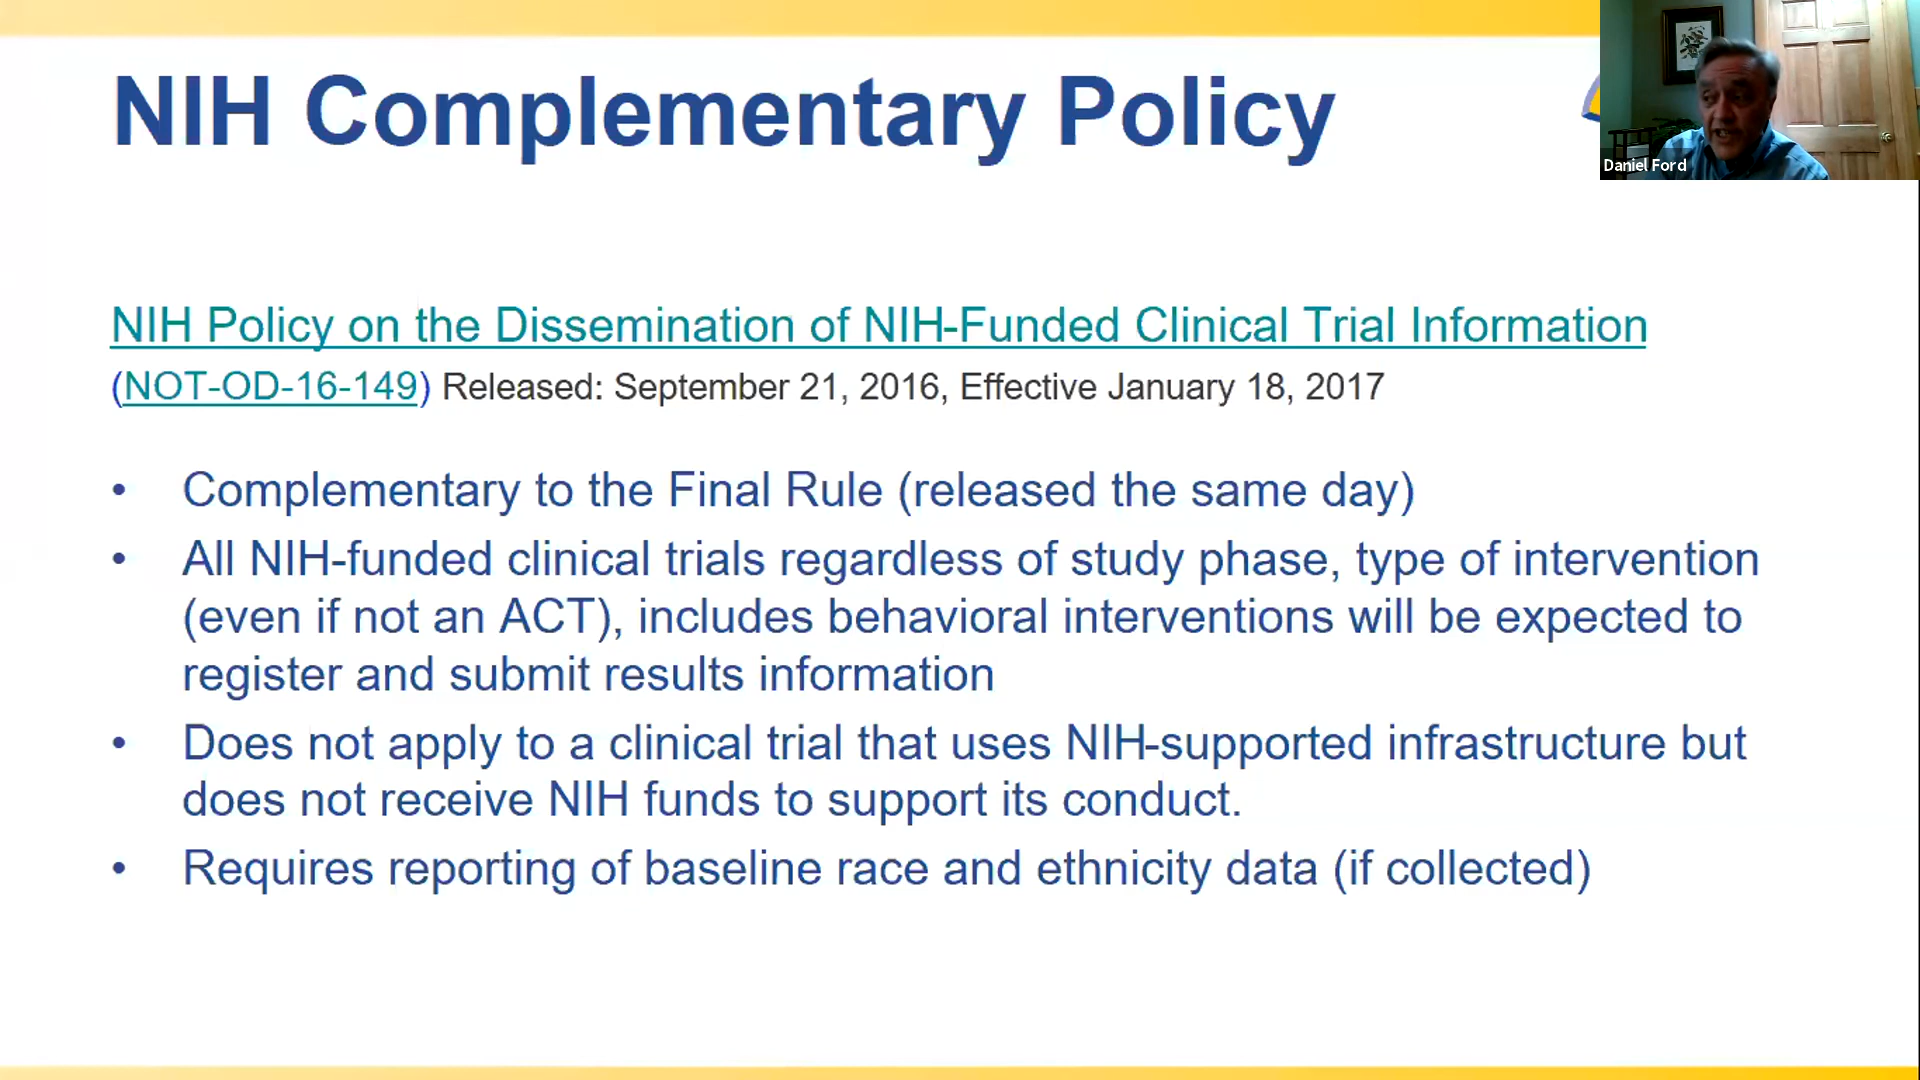 NIH Complementary Policy
Daniel Ford
NIH Policy on the Dissemination of NIH-Funded Clinical Trial Information
(NOT-OD-16-149) Released: September 21, 2016, Effective January 18, 2017
• Complementary to the Final Rule (released the same day)
• All NIH-funded clinical trials regardless of study phase, type of intervention
(even if not an ACT), includes behavioral interventions will be expected to
register and submit results information
• Does not apply to a clinical trial that uses NIH-supported infrastructure but
does not receive NIH funds to support its conduct.
• Requires reporting of baseline race and ethnicity data (if collected)